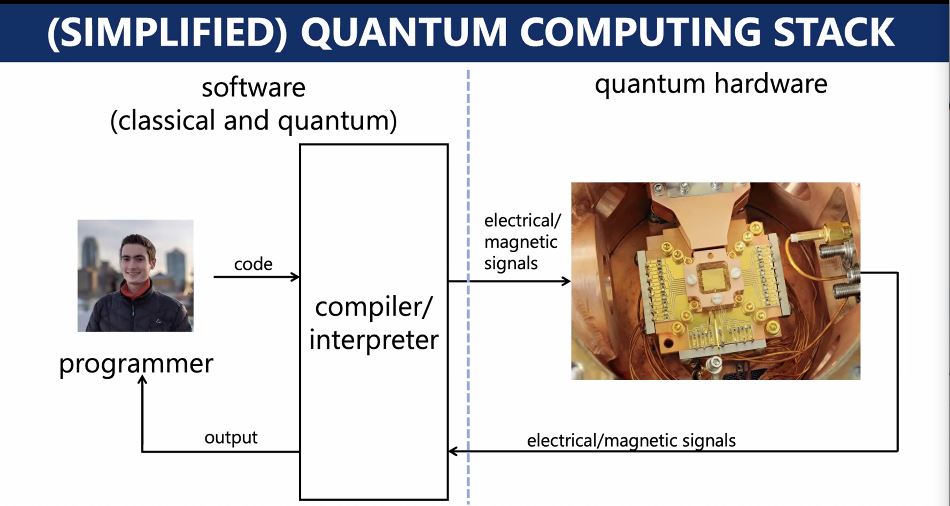 (SIMPLIFIED) QUANTUM COMPUTING STACK
software
(classical and quantum)
quantum hardware
code
electrical/
magnetic
signals
compiler/
interpreter
programmer
output
electrical/magnetic signals